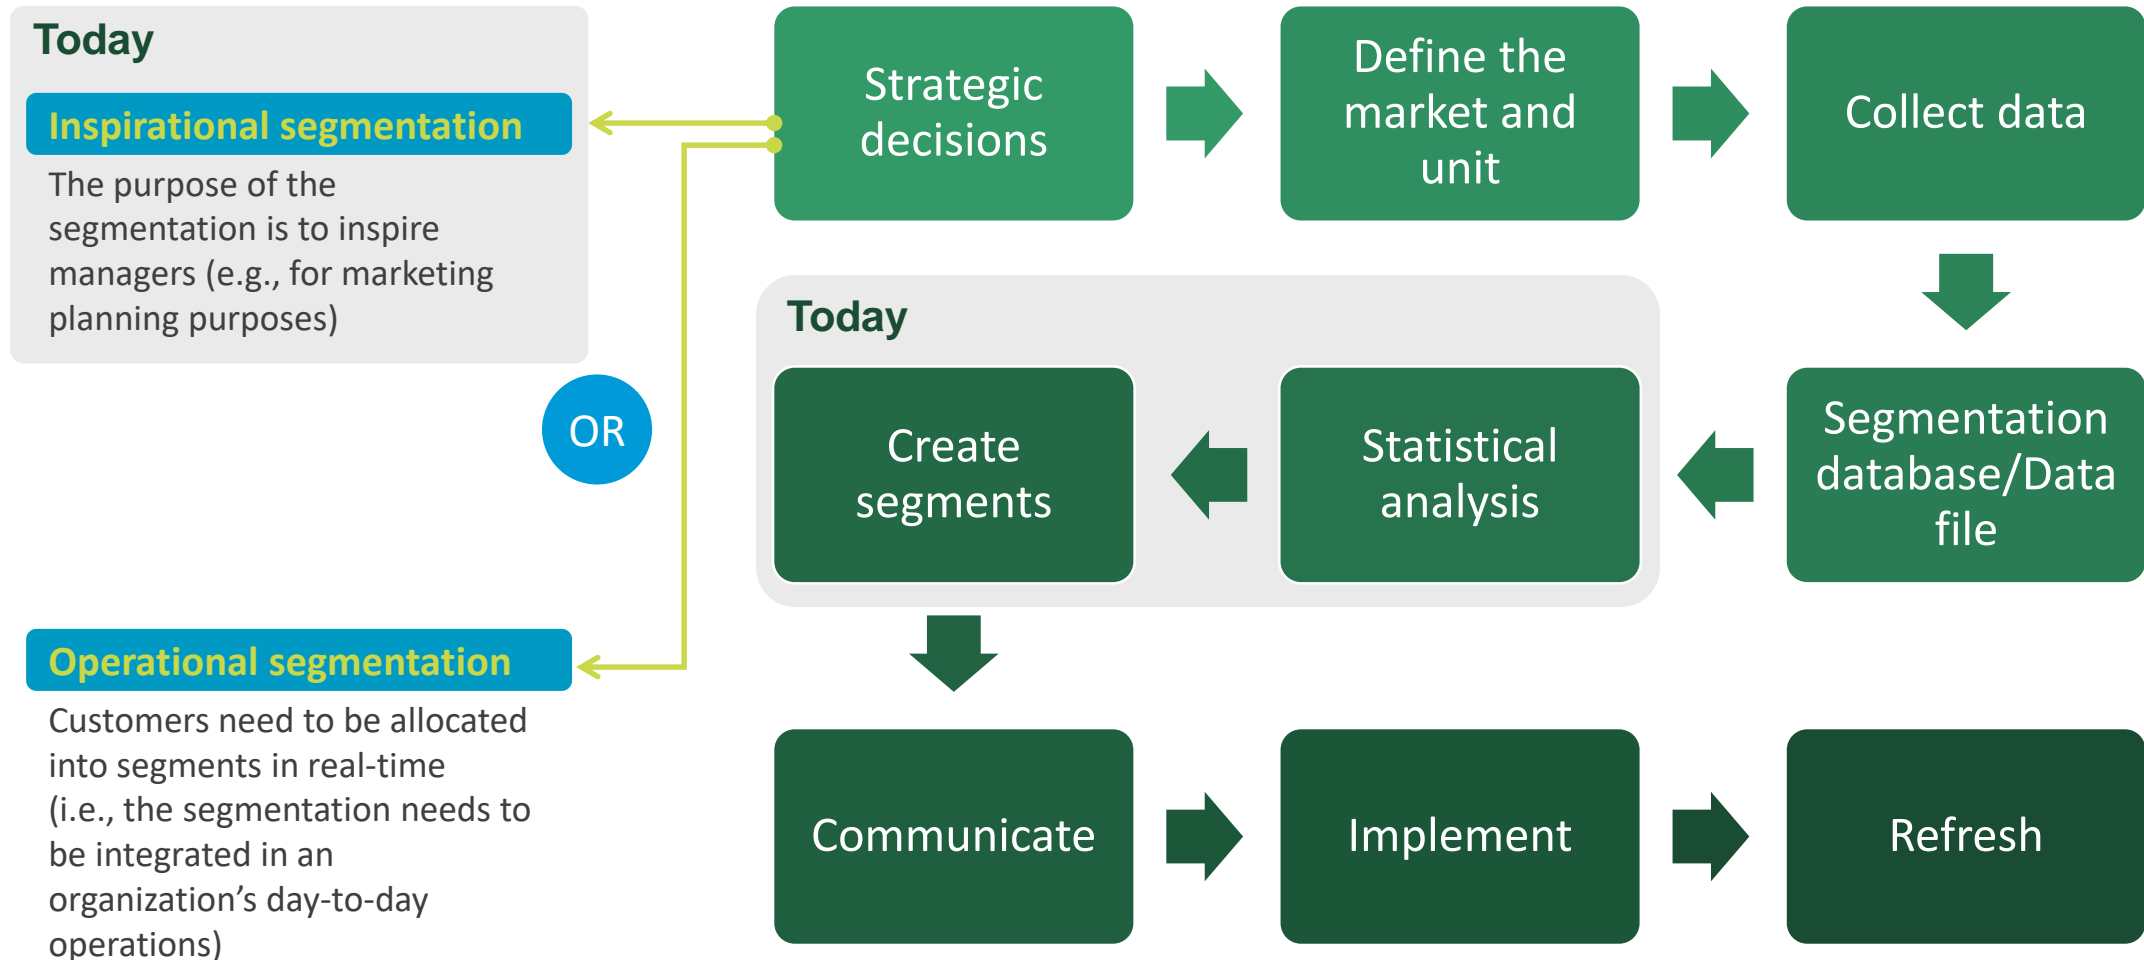 Today
Inspirational segmentation
The purpose of the
segmentation is to inspire
managers (e.g., for marketing
planning purposes)
OR
Operational segmentation
Customers need to be allocated
into segments in real-time
(i.e., the segmentation needs to
be integrated in an
organization’s day-to-day
operations)
Strategic
decisions
Define the
market and
unit
Collect data
Segmentation
database/Data
file
Today
Statistical
analysis
Create
segments
Communicate
Implement
Refresh